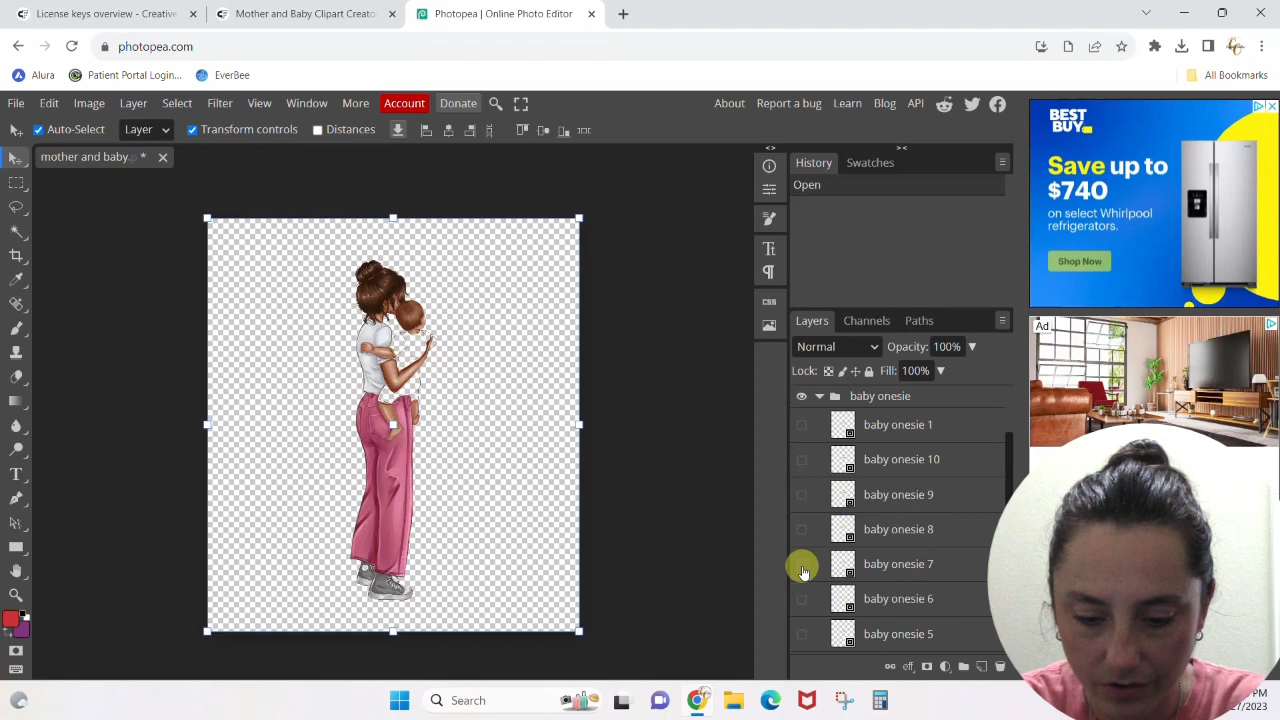 License keys overview - Creative
Mother and Baby Clipart Creato
Photopea | Online Photo Editor
photopea.com
Alura
Patient Portal Login...
EverBee
All Bookmarks
File Edit Image Layer Select Filter View Window More Account Donate
About Report a bug Learn Blog API
Auto-Select Layer Transform controls Distances
mother and baby
History Swatches
Open
CSS
Layers Channels Paths
Normal Opacity: 100%
Lock: Fill: 100%
baby onesie
baby onesie 1
baby onesie 10
baby onesie 9
baby onesie 8
baby onesie 7
baby onesie 6
baby onesie 5
eff
BEST BUY
Save up to
$740
on select Whirlpool
refrigerators.
Shop Now
Ad
Search
PM